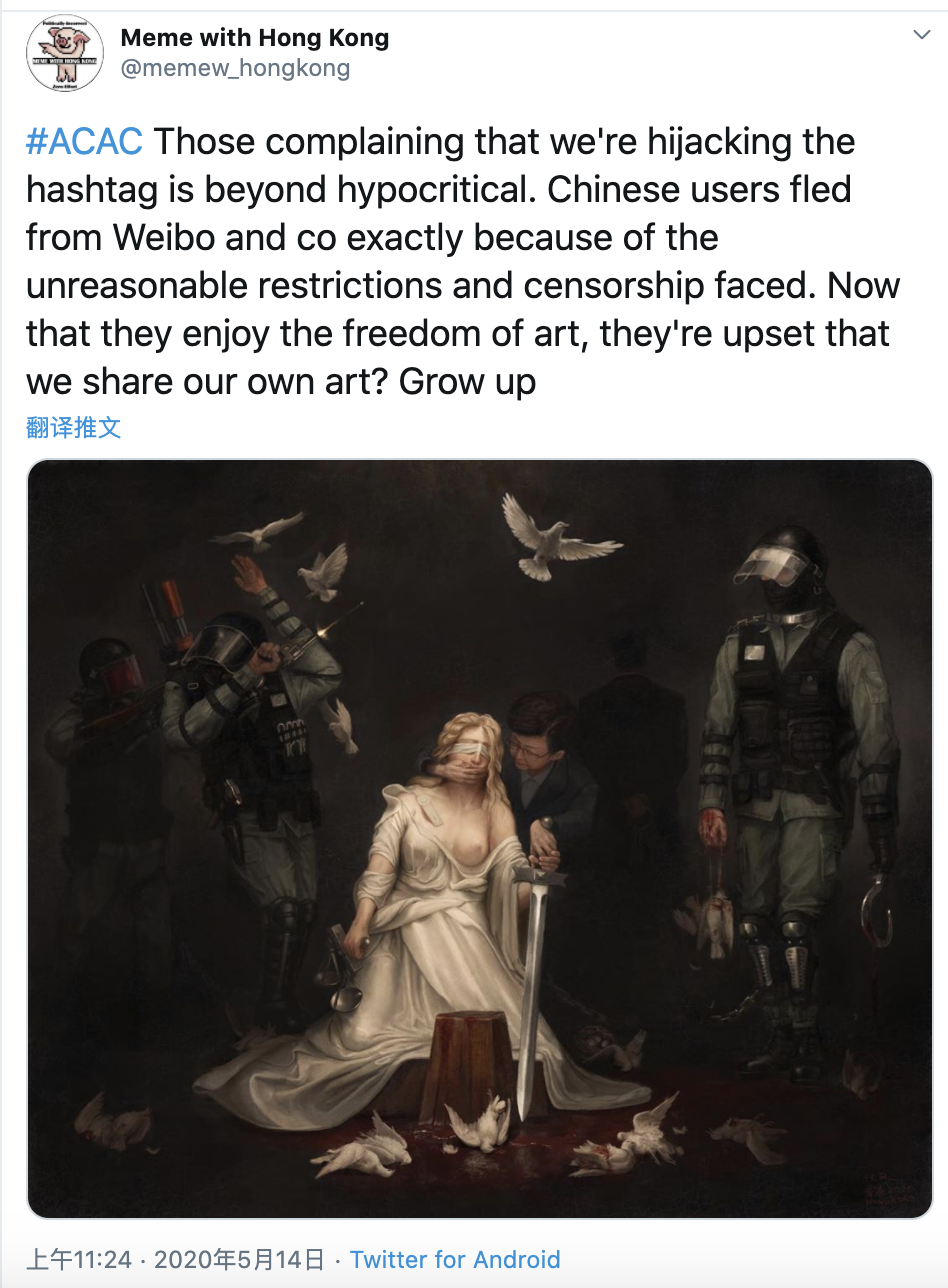 Meme with Hong Kong
@memew_hongkong
#ACAC Those complaining that we're hijacking the
hashtag is beyond hypocritical. Chinese users fled
from Weibo and co exactly because of the
unreasonable restrictions and censorship faced. Now
that they enjoy the freedom of art, they're upset that
we share our own art? Grow up
翻译推文
上午11:24 · 2020年5月14日 · Twitter for Android